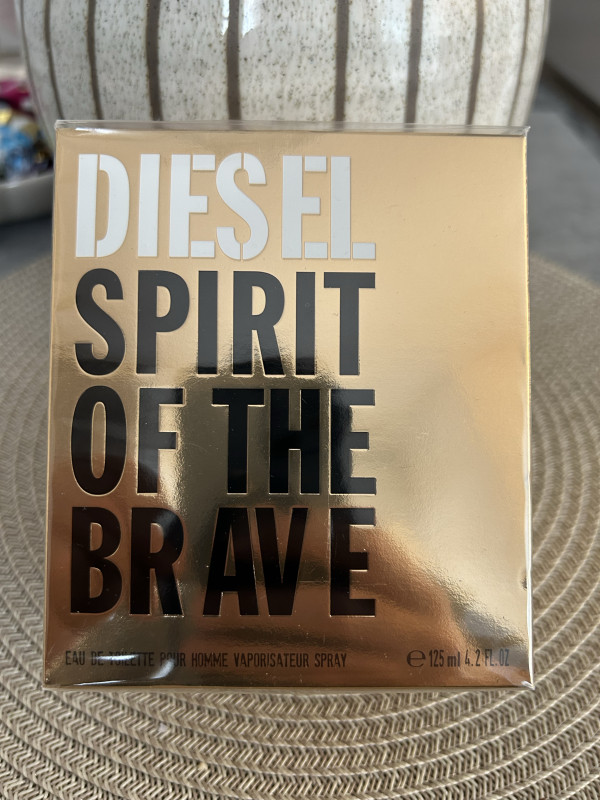 DIESEL
SPIRIT
OF THE
BRAVE
EAU DE TOILETTE POUR HOMME VAPORISATEUR SPRAY
℮ 125 ml 4.2 FL.OZ